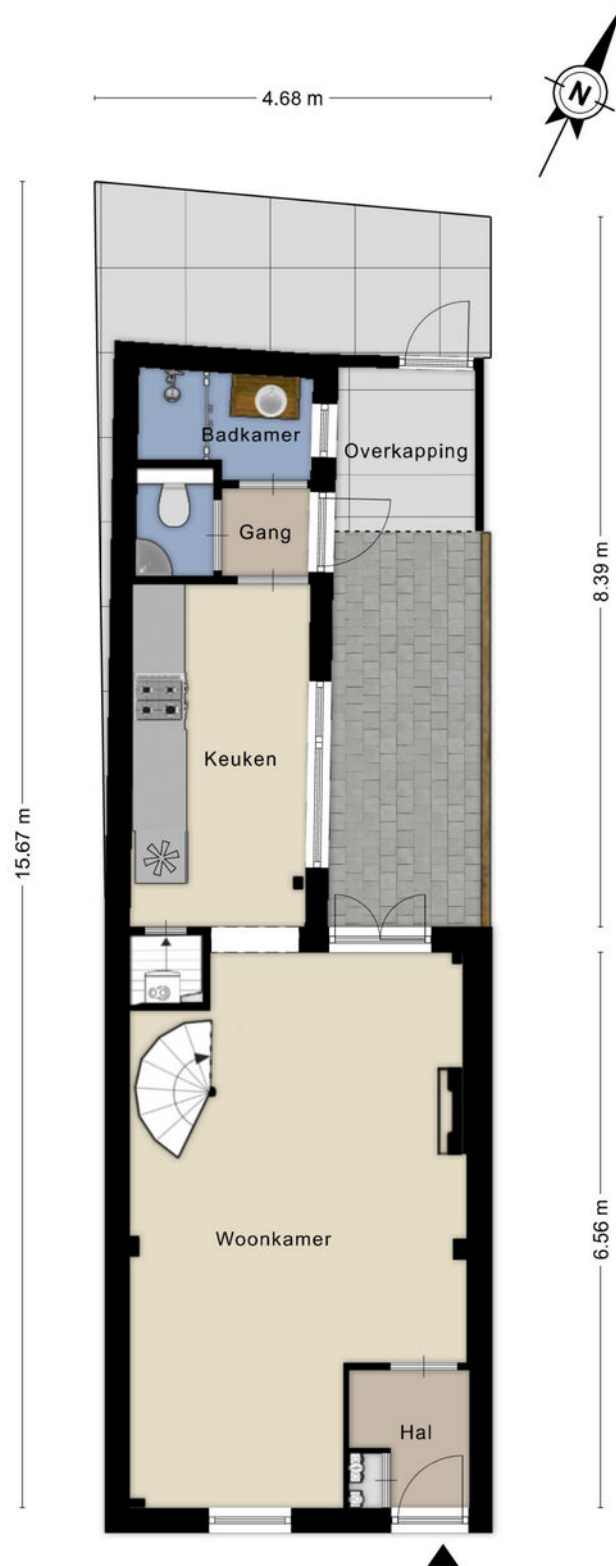 N
4.68 m
Badkamer
Overkapping
Gang
8.39 m
Keuken
15.67 m
Woonkamer
6.56 m
Hal